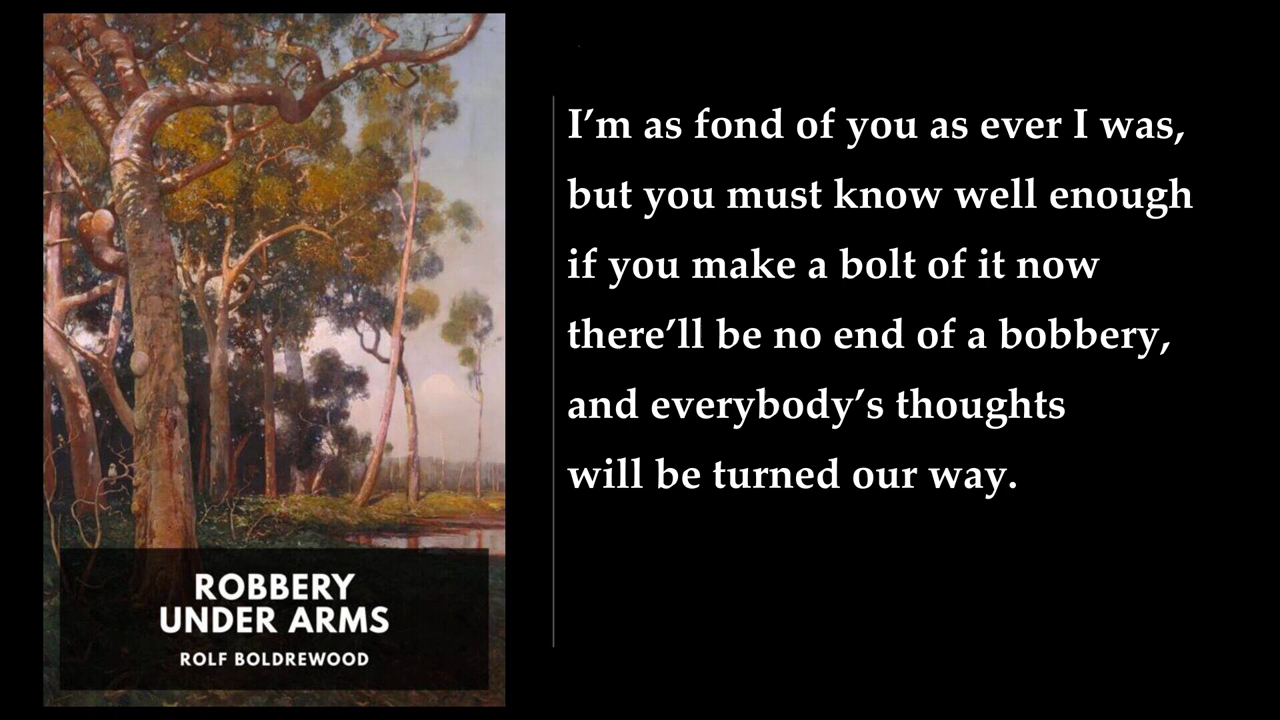 I’m as fond of you as ever I was,
but you must know well enough
if you make a bolt of it now
there’ll be no end of a bobbery,
and everybody’s thoughts
will be turned our way.
ROBBERY
UNDER ARMS
ROLF BOLDREWOOD